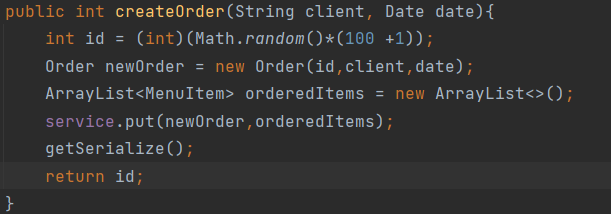 public int createOrder(String client, Date date){
int id = (int)(Math.random()*(100 +1));
Order newOrder = new Order(id,client,date);
ArrayList<MenuItem> orderedItems = new ArrayList<>();
service.put(newOrder,orderedItems);
getSerialize();
return id;
}